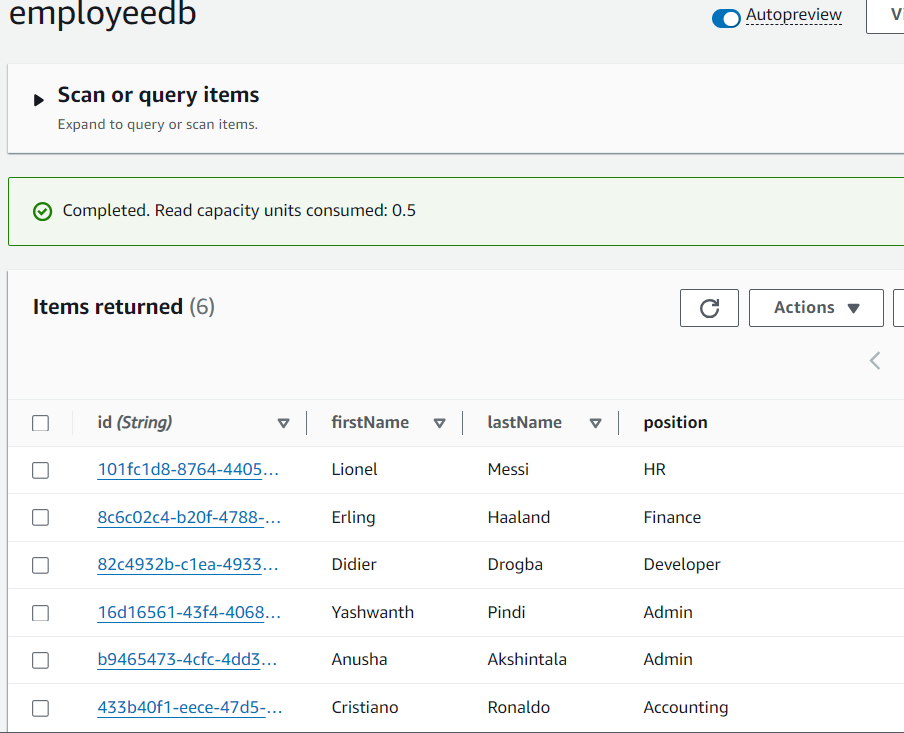 employeedb
Autopreview
Scan or query items
Expand to query or scan items.
Completed. Read capacity units consumed: 0.5
Items returned (6)
Actions
id (String) firstName lastName position
101fc1d8-8764-4405... Lionel Messi HR
8c6c02c4-b20f-4788-... Erling Haaland Finance
82c4932b-c1ea-4933... Didier Drogba Developer
16d16561-43f4-4068... Yashwanth Pindi Admin
b9465473-4cfc-4dd3... Anusha Akshintala Admin
433b40f1-eece-47d5-... Cristiano Ronaldo Accounting